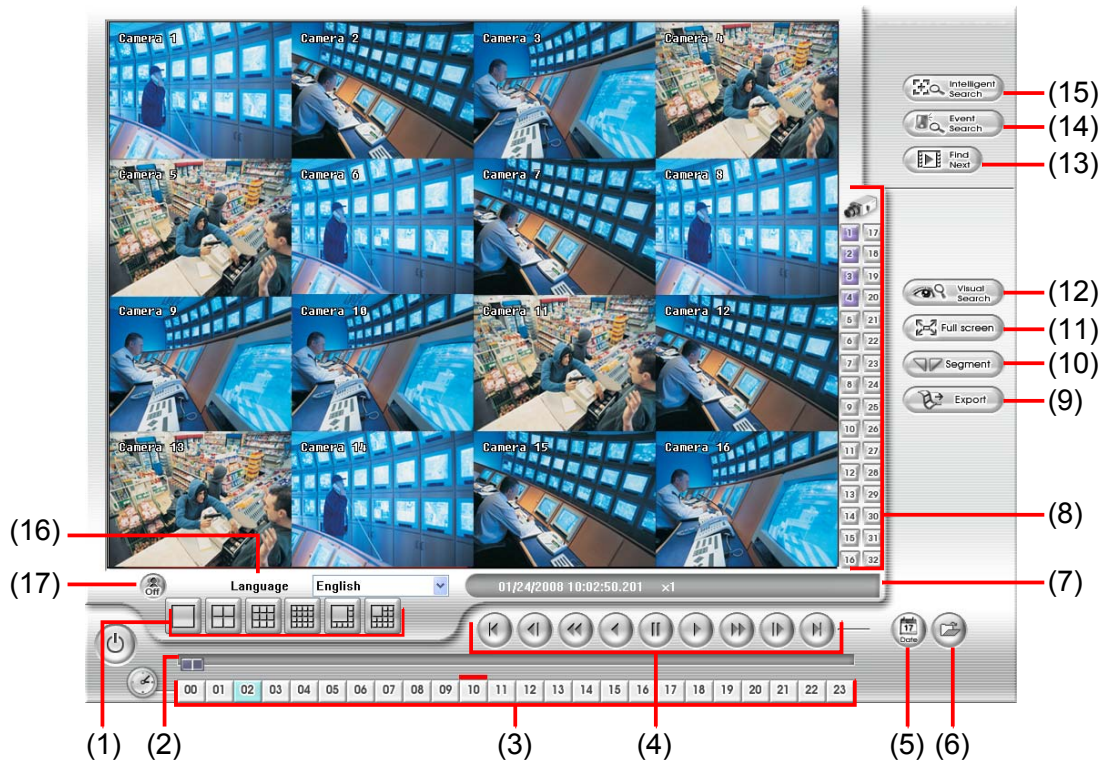 Camera 1
Camera 2
Camera 3
Camera 4
Intelligent Search
(15)
Event Search
(14)
Find Next
(13)
Camera 5
Camera 6
Camera 7
Camera 8
1 17
2 18
3 19
4 20
5 21
6 22
7 23
8 24
9 25
10 26
11 27
12 28
13 29
14 30
15 31
16 32
Visual Search
(12)
Full screen
(11)
Segment
(10)
Export
(9)
Camera 9
Camera 10
Camera 11
Camera 12
Camera 13
Camera 14
Camera 15
Camera 16
(8)
(16)
(17)
Off
Language
English
01/24/2008 10:02:50.201 ×1
(7)
17
Date
00 01 02 03 04 05 06 07 08 09 10 11 12 13 14 15 16 17 18 19 20 21 22 23
(1)
(2)
(3)
(4)
(5)
(6)